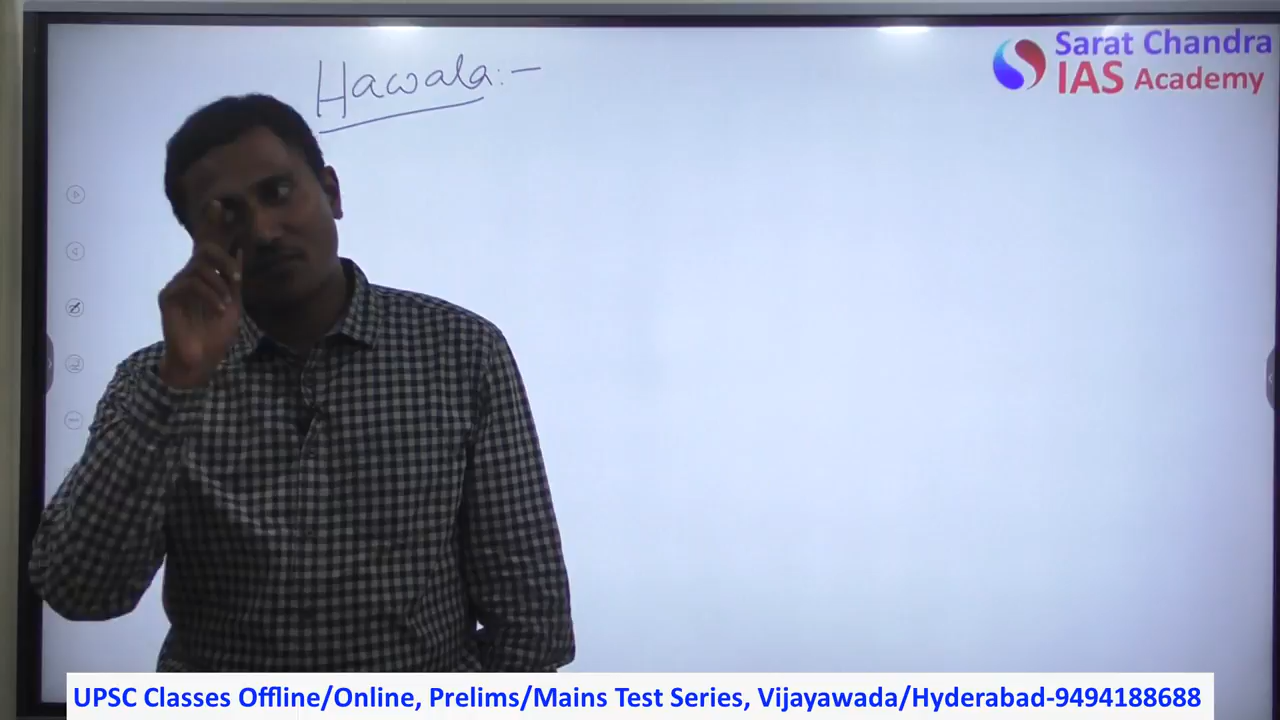 Hawala:-
Sarat Chandra
IAS Academy
UPSC Classes Offline/Online, Prelims/Mains Test Series, Vijayawada/Hyderabad-9494188688